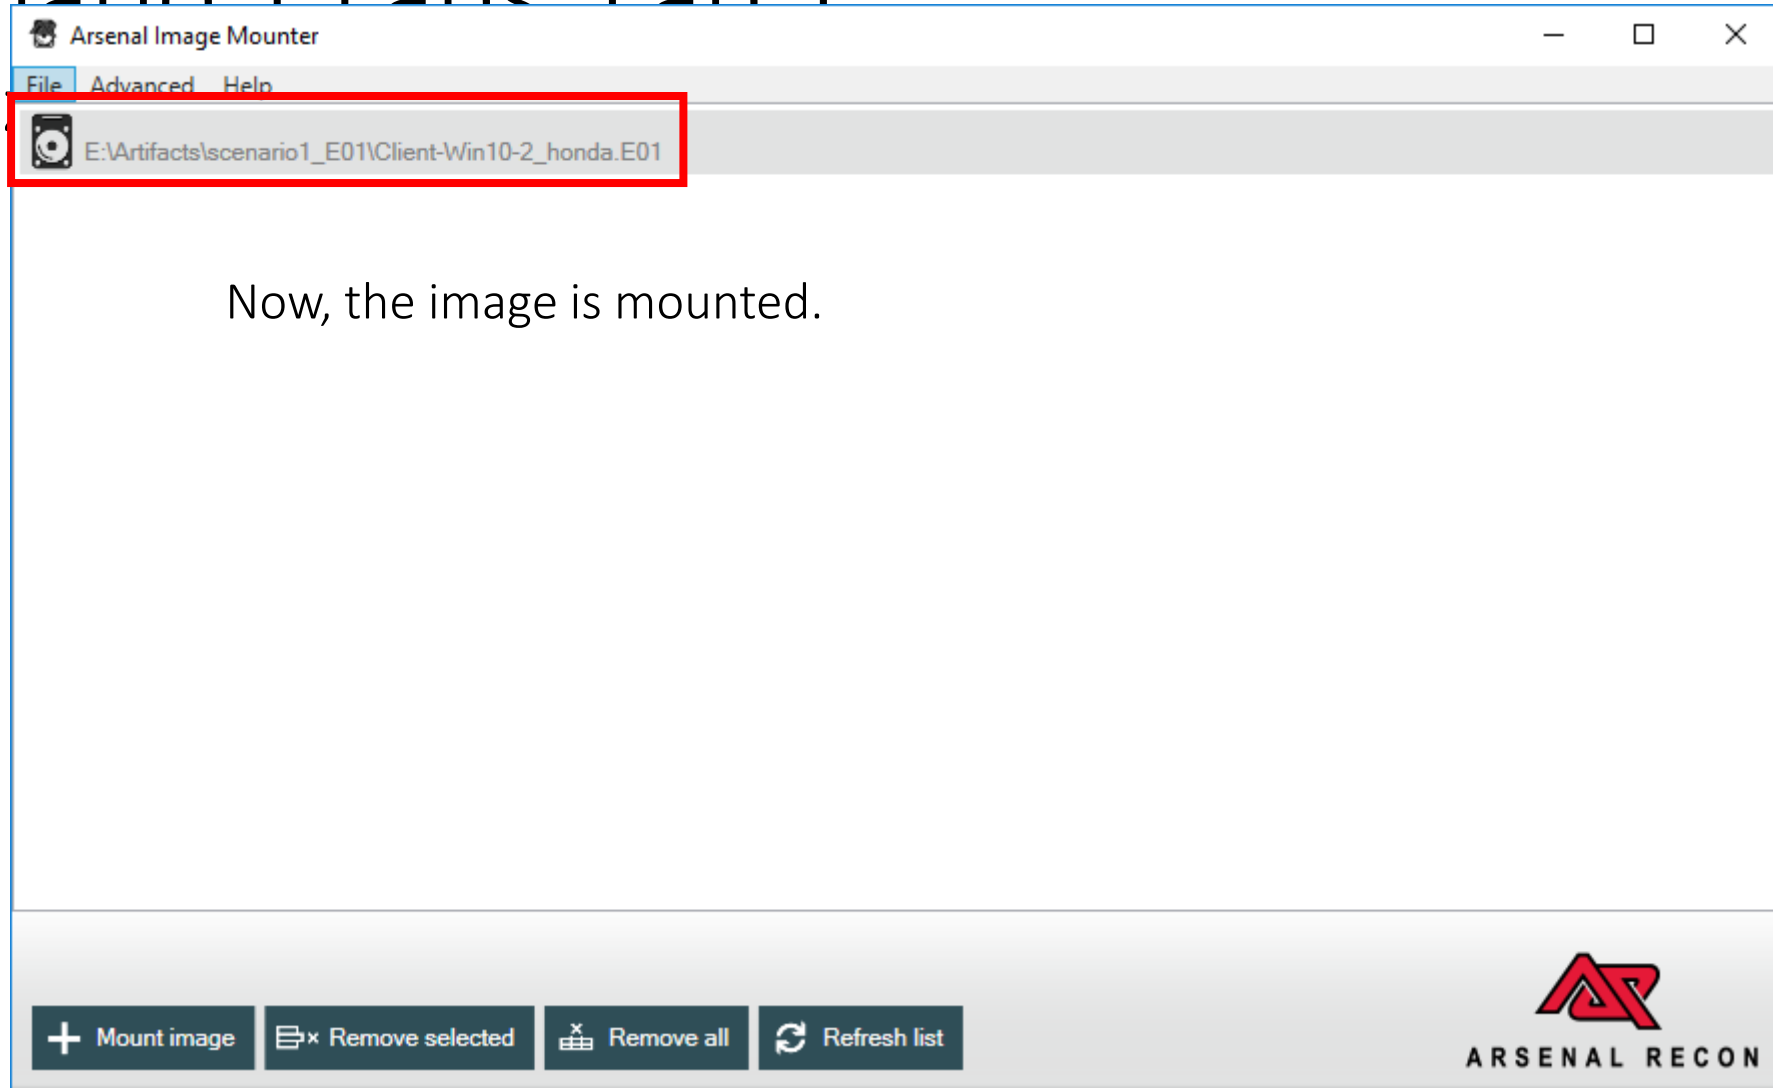 Arsenal Image Mounter
File Advanced Help
E:\Artifacts\scenario1_E01\Client-Win10-2_honda.E01
Now, the image is mounted.
Mount image
Remove selected
Remove all
Refresh list
ARSENAL RECON